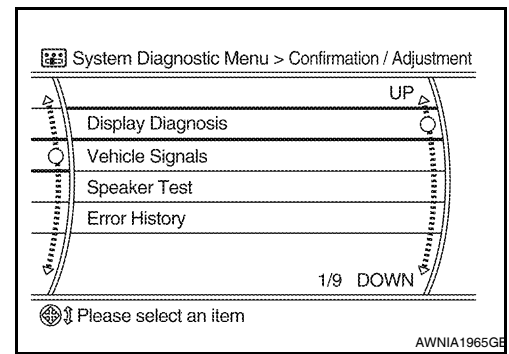 System Diagnostic Menu > Confirmation / Adjustment
UP
Display Diagnosis
Vehicle Signals
Speaker Test
Error History
1/9 DOWN
Please select an item
AWNIA1965GB